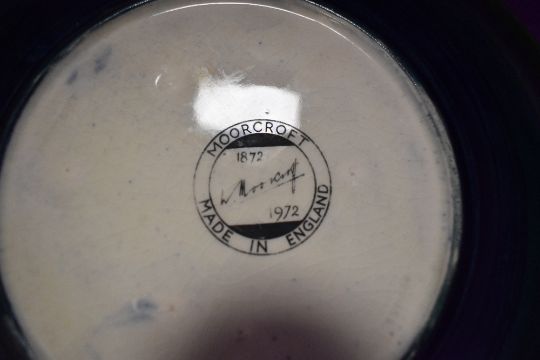 MOORCROFT
1872
W. Moorcroft
1972
MADE IN ENGLAND